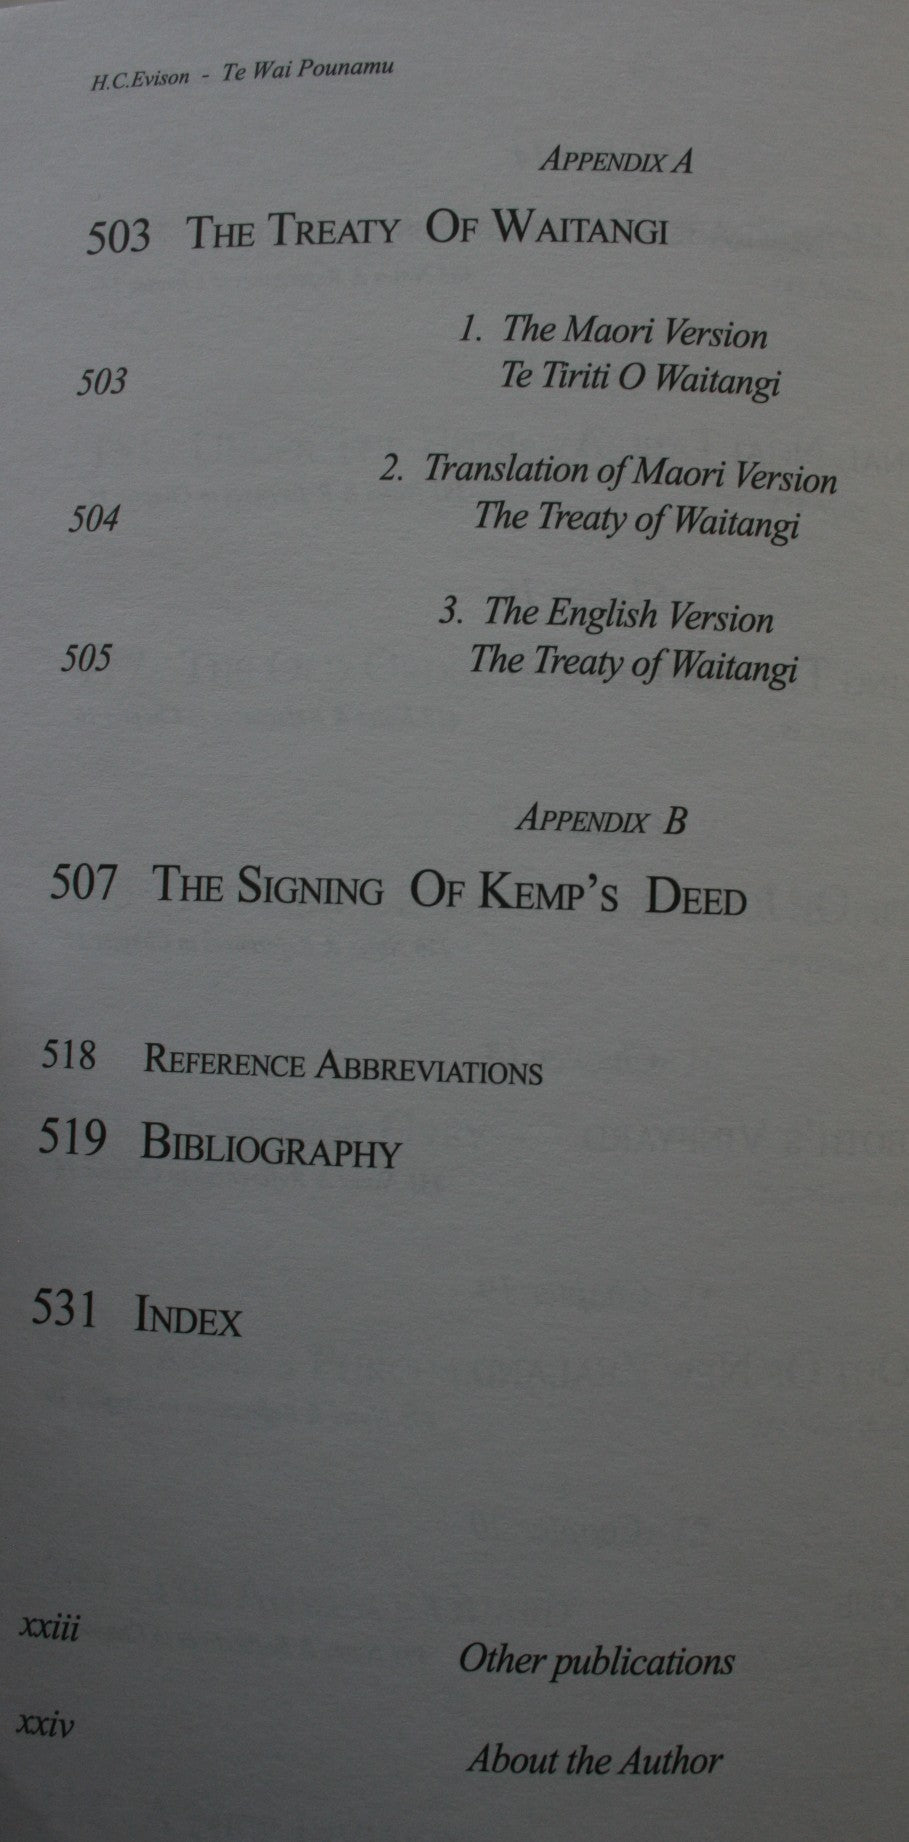 H.C.Evison - Te Wai Pounamu
APPENDIX A
503 THE TREATY OF WAITANGI
1. The Maori Version
503 Te Tiriti O Waitangi
2. Translation of Maori Version
504 The Treaty of Waitangi
3. The English Version
505 The Treaty of Waitangi
APPENDIX B
507 THE SIGNING OF KEMP'S DEED
518 REFERENCE ABBREVIATIONS
519 BIBLIOGRAPHY
531 INDEX
xxiii Other publications
xxiv About the Author